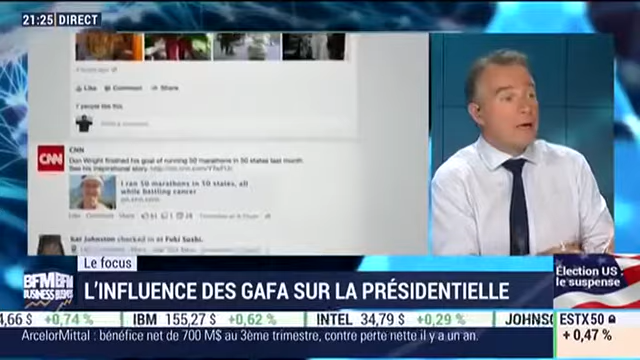 21:25 DIRECT
Like Comment Share
7 people like this.
CNN
CNN
Don Wright finished his goal of running 50 marathons in 50 states last month.
See his inspirational story.
I ran 50 marathons in 50 states, all
while battling cancer
Like Comment Share
Kat Johnston checked in at Fuki Sushi.
Le focus
Élection US
le suspense
BFM
BUSINESS
L'INFLUENCE DES GAFA SUR LA PRÉSIDENTIELLE
4,66 $ +0,74 % IBM 155,27 $ +0,62 % INTEL 34,79 $ +0,29 % JOHNSO
ESTX50
+0,47 %
ArcelorMittal : bénéfice net de 700 M$ au 3ème trimestre, contre perte nette il y a un an.